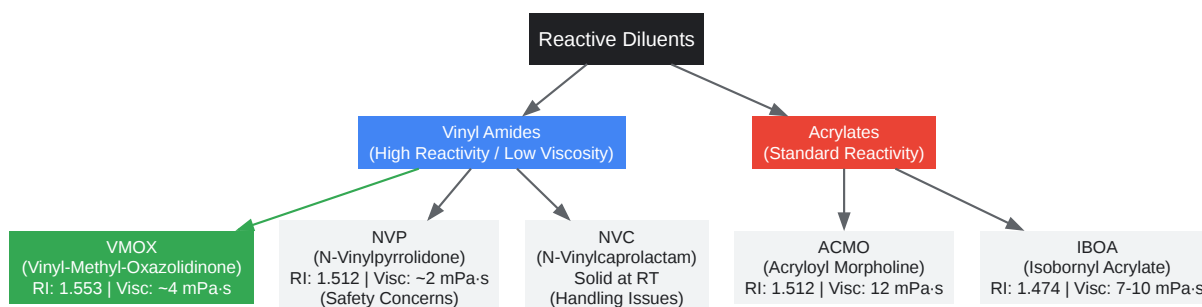 Reactive Diluents
Vinyl Amides
(High Reactivity / Low Viscosity)
Acrylates
(Standard Reactivity)
VMOX
(Vinyl-Methyl-Oxazolidinone)
RI: 1.553 | Visc: ~4 mPa·s
NVP
(N-Vinylpyrrolidone)
RI: 1.512 | Visc: ~2 mPa·s
(Safety Concerns)
NVC
(N-Vinylcaprolactam)
Solid at RT
(Handling Issues)
ACMO
(Acryloyl Morpholine)
RI: 1.512 | Visc: 12 mPa·s
IBOA
(Isobornyl Acrylate)
RI: 1.474 | Visc: 7-10 mPa·s